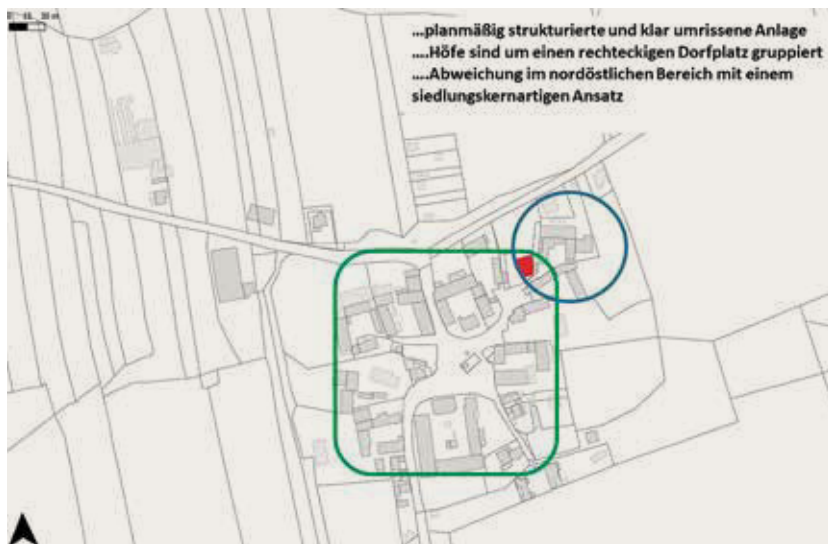 ...planmäßig strukturierte und klar umrissene Anlage
....Höfe sind um einen rechteckigen Dorfplatz gruppiert
....Abweichung im nordöstlichen Bereich mit einem
siedlungskernartigen Ansatz